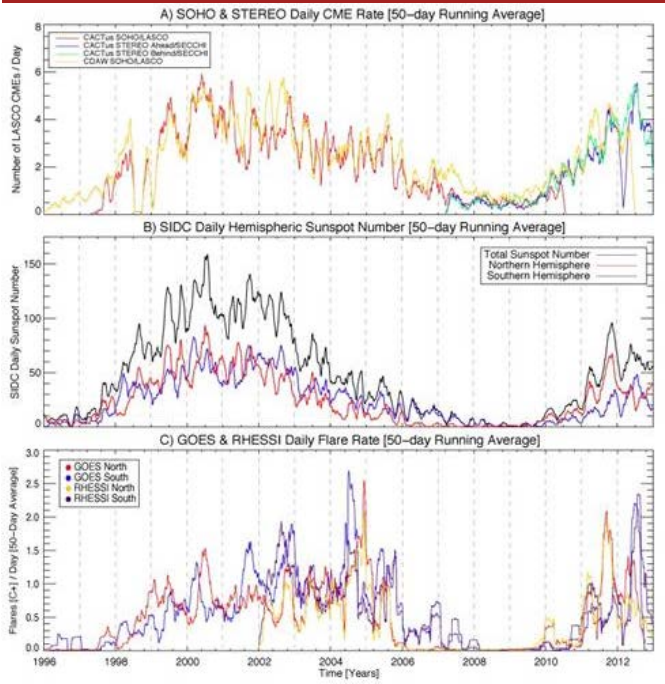 A) SOHO & STEREO Daily CME Rate [50-day Running Average]
CACTus SOHO/LASCO
CACTus STEREO Ahead/SECCHI
CACTus STEREO Behind/SECCHI
CDAW SOHO/LASCO
Number of LASCO CMEs / Day
8
6
4
2
0
B) SIDC Daily Hemispheric Sunspot Number [50-day Running Average]
Total Sunspot Number
Northern Hemisphere
Southern Hemisphere
SIDC Daily Sunspot Number
150
100
50
0
C) GOES & RHESSI Daily Flare Rate [50-day Running Average]
GOES North
GOES South
RHESSI North
RHESSI South
Flares [C+] / Day [50-Day Average]
3.0
2.5
2.0
1.5
1.0
0.5
0.0
1996 1998 2000 2002 2004 2006 2008 2010 2012
Time [Years]